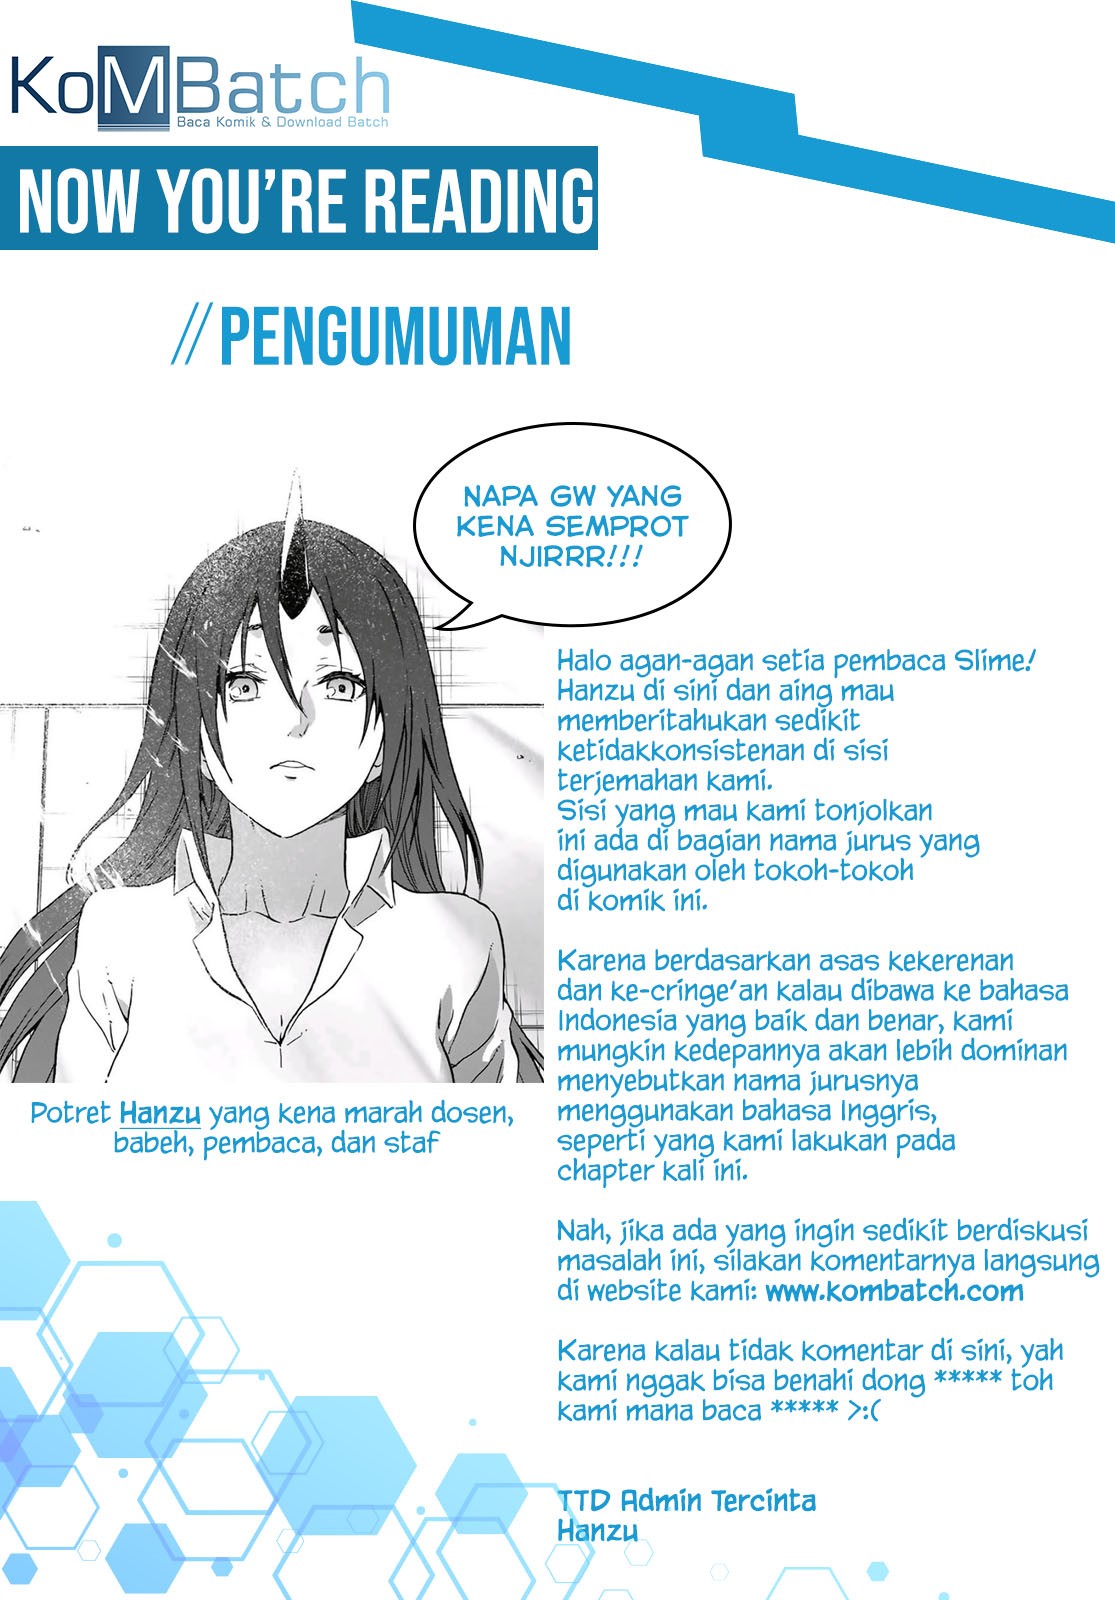 KoMBatch
Baca Komik & Download Batch
NOW YOU'RE READING
// PENGUMUMAN
NAPA GW YANG
KENA SEMPROT
NJIRRR!!!
Halo agan-agan setia pembaca Slime!
Hanzu di sini dan aing mau
memberitahukan sedikit
ketidakkonsistenan di sisi
terjemahan kami.
Sisi yang mau kami tonjolkan
ini ada di bagian nama jurus yang
digunakan oleh tokoh-tokoh
di komik ini.
Karena berdasarkan asas kekerenan
dan ke-cringe'an kalau dibawa ke bahasa
Indonesia yang baik dan benar, kami
mungkin kedepannya akan lebih dominan
menyebutkan nama jurusnya
menggunakan bahasa Inggris,
seperti yang kami lakukan pada
chapter kali ini.
Nah, jika ada yang ingin sedikit berdiskusi
masalah ini, silakan komentarnya langsung
di website kami: www.kombatch.com
Karena kalau tidak komentar di sini, yah
kami nggak bisa benahi dong ***** toh
kami mana baca ***** >:(
TTD Admin Tercinta
Hanzu
Potret Hanzu yang kena marah dosen,
babeh, pembaca, dan staf